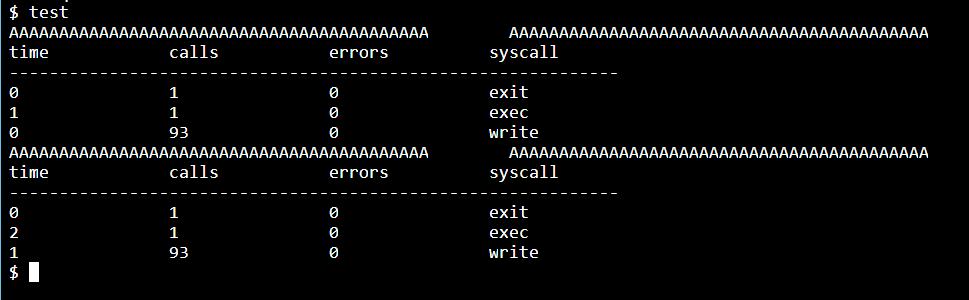 $ test
AAAAAAAAAAAAAAAAAAAAAAAAAAAAAAAAAAAAAAAAAA        AAAAAAAAAAAAAAAAAAAAAAAAAAAAAAAAAAAAAAAAAA
time            calls           errors          syscall
-------------------------------------------------------------
0               1               0               exit
1               1               0               exec
0               93              0               write
AAAAAAAAAAAAAAAAAAAAAAAAAAAAAAAAAAAAAAAAAA        AAAAAAAAAAAAAAAAAAAAAAAAAAAAAAAAAAAAAAAAAA
time            calls           errors          syscall
-------------------------------------------------------------
0               1               0               exit
2               1               0               exec
1               93              0               write
$